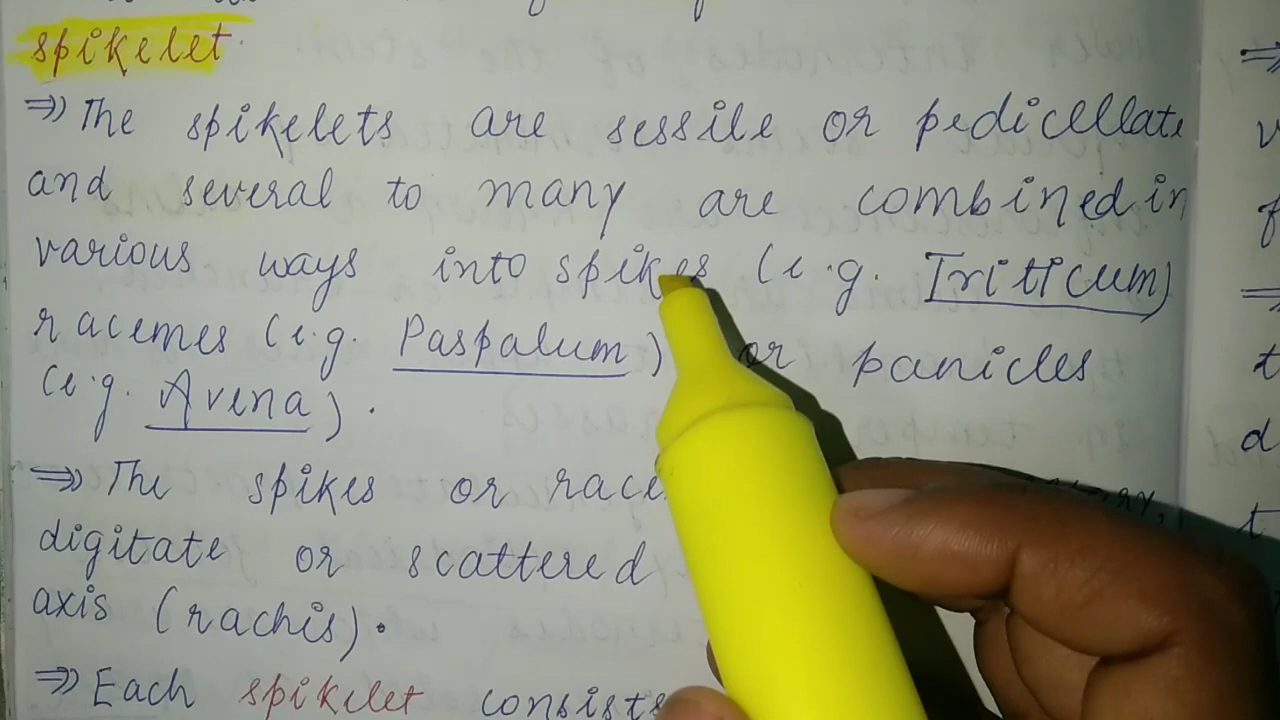 spikelet
⇒ The spikelets are sessile or pedicellate
and several to many are combined in
various ways into spikes (e.g. Triticum)
racemes (e.g. Paspalum) or panicles
(e.g. Avena).
⇒ The spikes or
digitate or scattered
axis (rachis).
⇒ Each spikelet consists